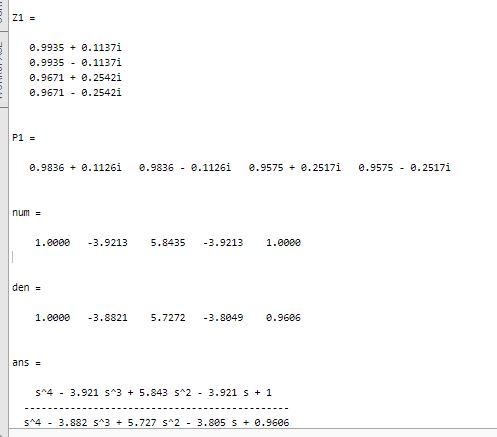 Z1 =
0.9935 + 0.1137i
0.9935 - 0.1137i
0.9671 + 0.2542i
0.9671 - 0.2542i
P1 =
0.9836 + 0.1126i   0.9836 - 0.1126i   0.9575 + 0.2517i   0.9575 - 0.2517i
num =
1.0000   -3.9213   5.8435   -3.9213   1.0000
den =
1.0000   -3.8821   5.7272   -3.8049   0.9606
ans =
s^4 - 3.921 s^3 + 5.843 s^2 - 3.921 s + 1
---------------------------------------------
s^4 - 3.882 s^3 + 5.727 s^2 - 3.805 s + 0.9606